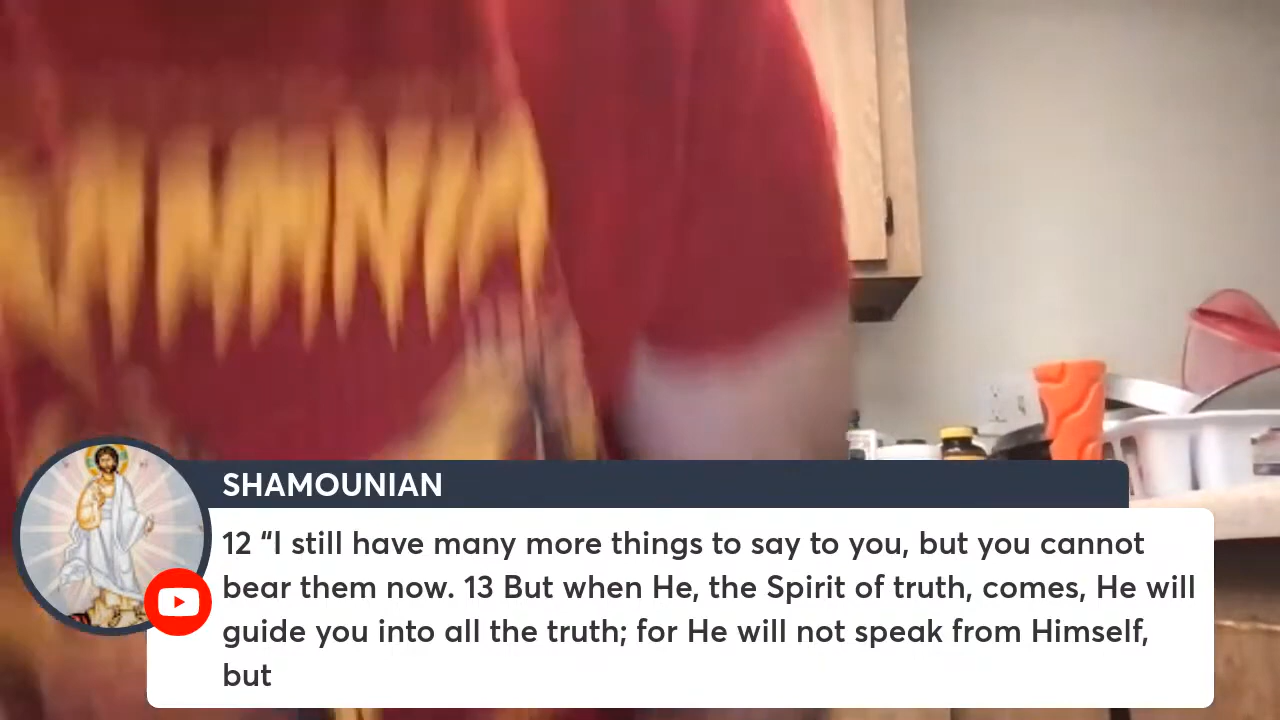 SHAMOUNIAN
12 “I still have many more things to say to you, but you cannot
bear them now. 13 But when He, the Spirit of truth, comes, He will
guide you into all the truth; for He will not speak from Himself,
but